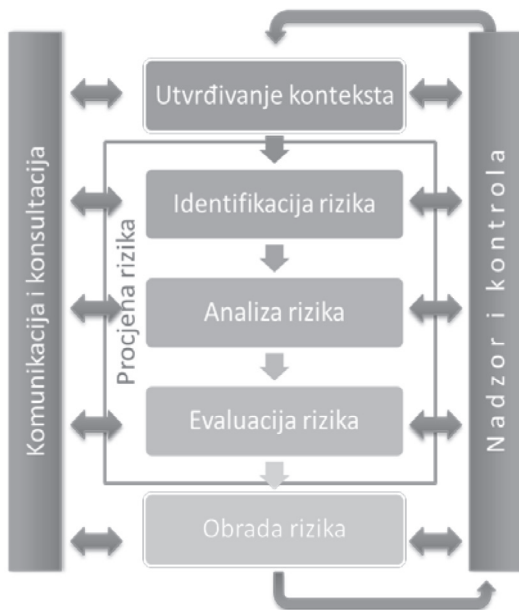 Komunikacija i konsultacija
Utvrđivanje konteksta
Procjena rizika
Identifikacija rizika
Analiza rizika
Evaluacija rizika
Obrada rizika
Nadzor i kontrola